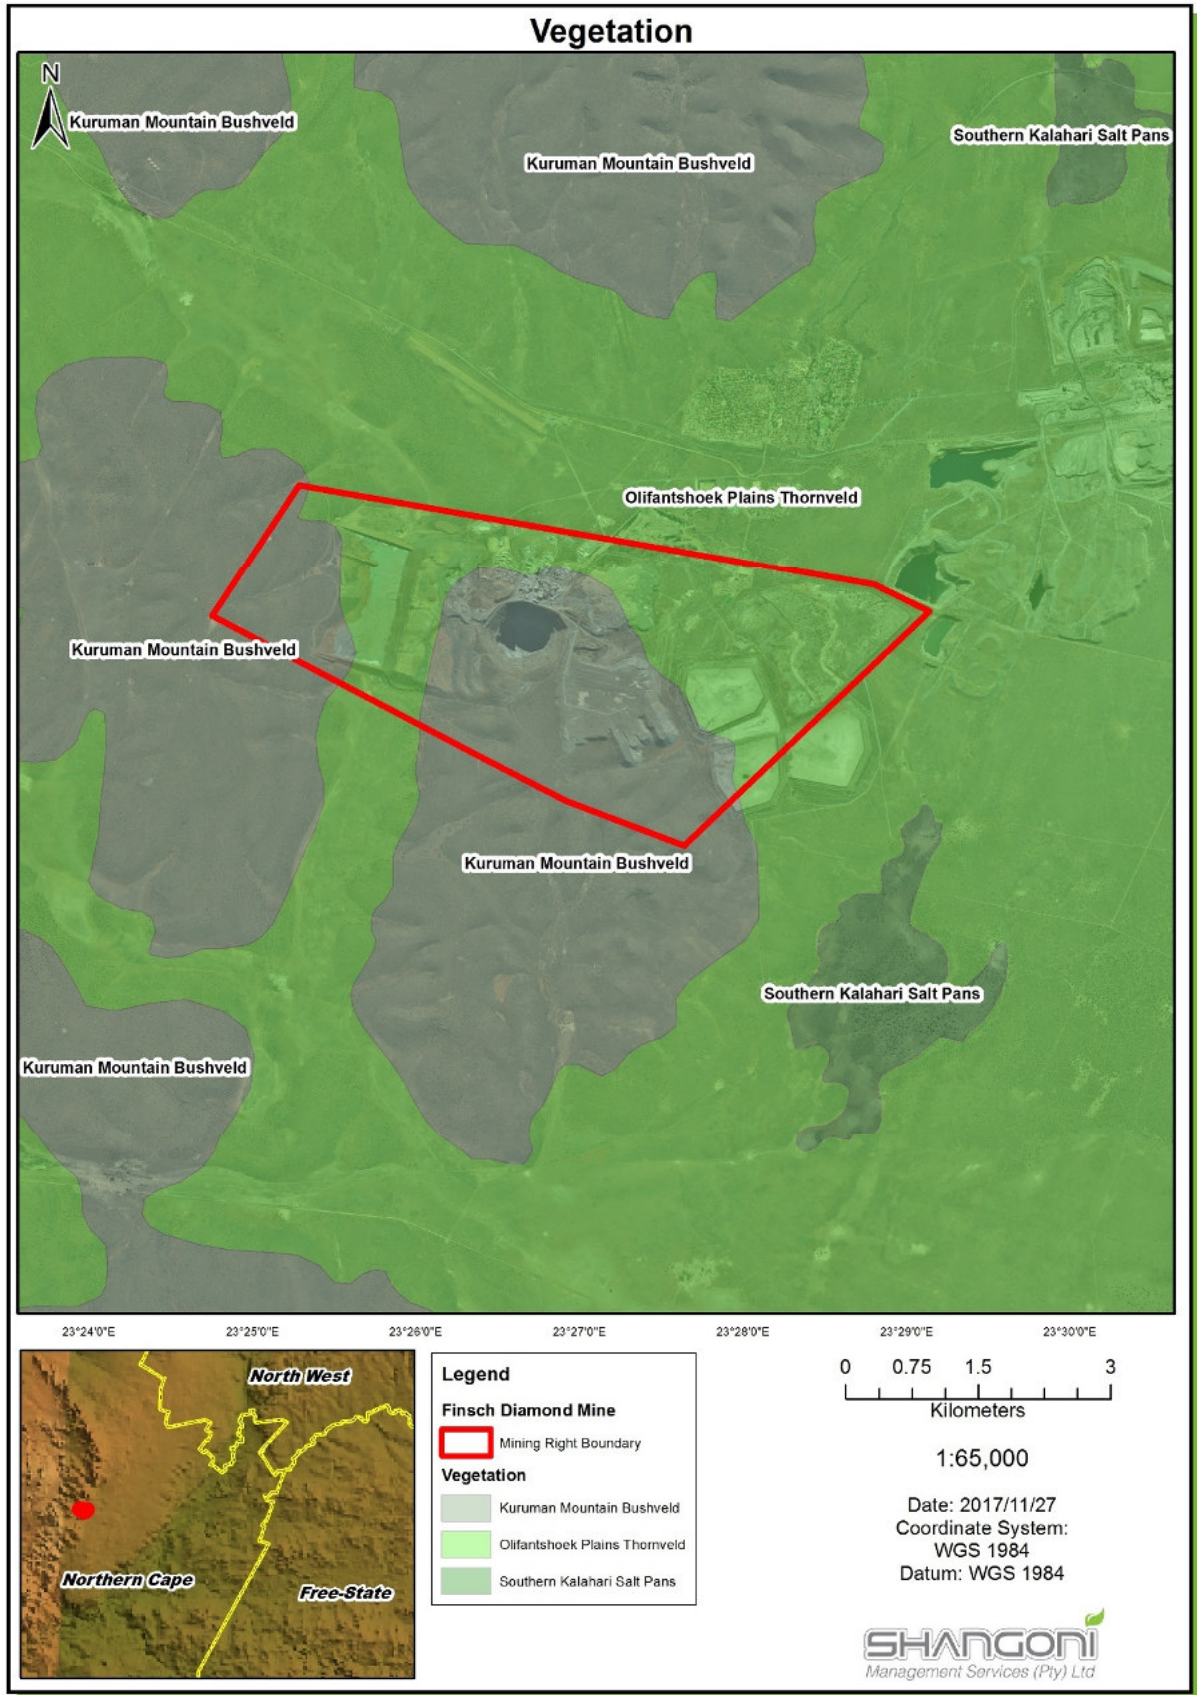 Vegetation
N
Kuruman Mountain Bushveld
Southern Kalahari Salt Pans
Kuruman Mountain Bushveld
Olifantshoek Plains Thornveld
Kuruman Mountain Bushveld
Kuruman Mountain Bushveld
Southern Kalahari Salt Pans
Kuruman Mountain Bushveld
23°24'0"E
23°25'0"E
23°26'0"E
23°27'0"E
23°28'0"E
23°29'0"E
23°30'0"E
North West
Northern Cape
Free-State
Legend
Finsch Diamond Mine
Mining Right Boundary
Vegetation
Kuruman Mountain Bushveld
Olifantshoek Plains Thornveld
Southern Kalahari Salt Pans
0 0.75 1.5 3
Kilometers
1:65,000
Date: 2017/11/27
Coordinate System:
WGS 1984
Datum: WGS 1984
SHANGONI
Management Services (Pty) Ltd